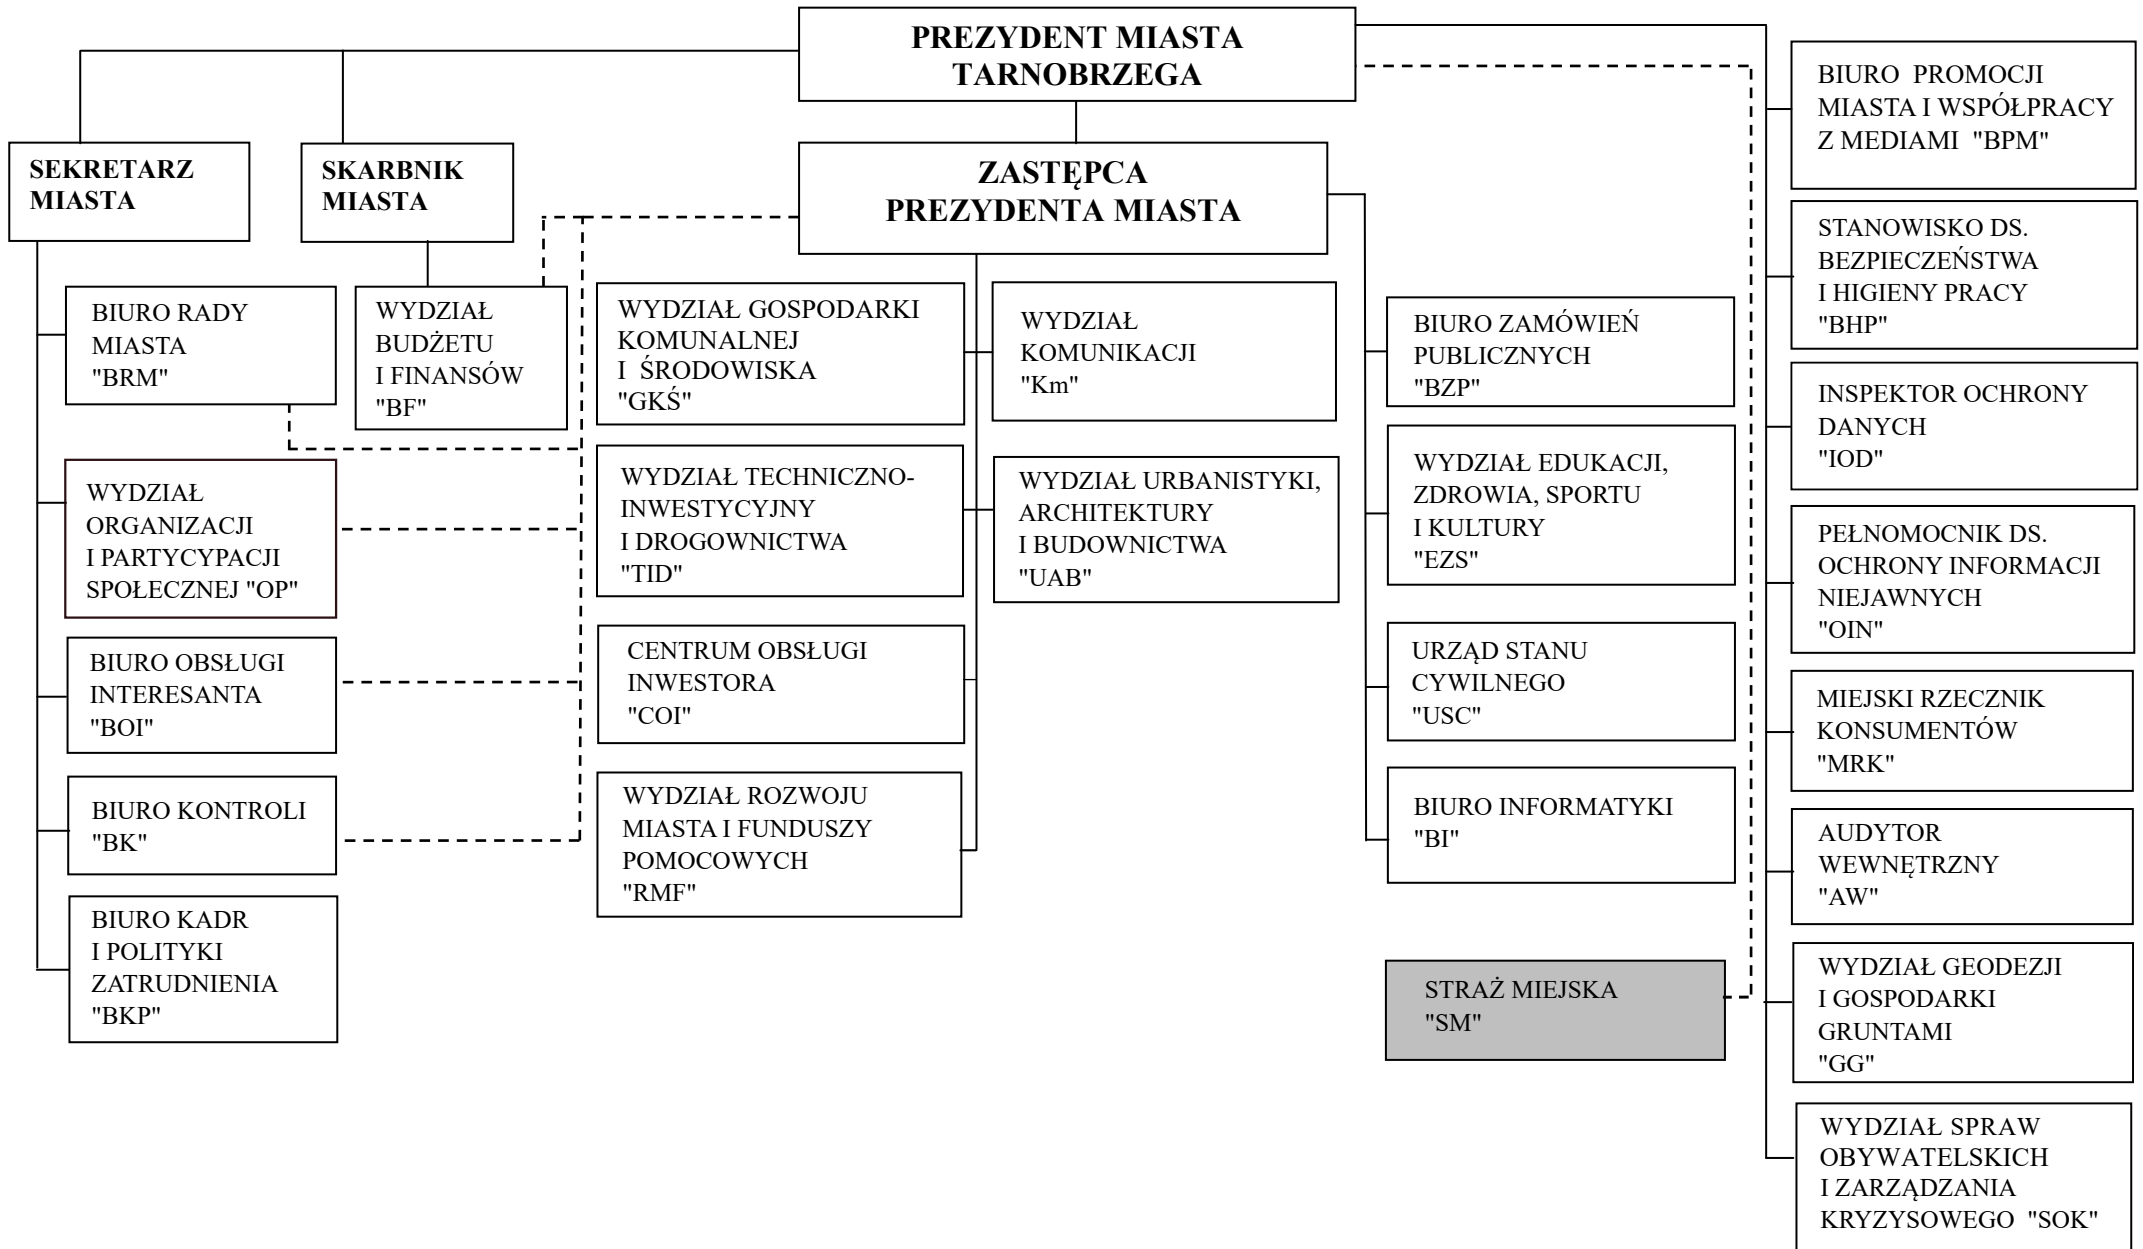 PREZYDENT MIASTA
TARNOBRZEGA
SEKRETARZ
MIASTA
SKARBNIK
MIASTA
ZASTĘPCA
PREZYDENTA MIASTA
BIURO RADY
MIASTA
"BRM"
WYDZIAŁ
ORGANIZACJI
I PARTYCYPACJI
SPOŁECZNEJ "OP"
BIURO OBSŁUGI
INTERESANTA
"BOI"
BIURO KONTROLI
"BK"
BIURO KADR
I POLITYKI
ZATRUDNIENIA
"BKP"
WYDZIAŁ
BUDŻETU
I FINANSÓW
"BF"
WYDZIAŁ GOSPODARKI
KOMUNALNEJ
I ŚRODOWISKA
"GKŚ"
WYDZIAŁ TECHNICZNO-
INWESTYCYJNY
I DROGOWNICTWA
"TID"
CENTRUM OBSŁUGI
INWESTORA
"COI"
WYDZIAŁ ROZWOJU
MIASTA I FUNDUSZY
POMOCOWYCH
"RMF"
WYDZIAŁ
KOMUNIKACJI
"Km"
WYDZIAŁ URBANISTYKI,
ARCHITEKTURY
I BUDOWNICTWA
"UAB"
BIURO ZAMÓWIEŃ
PUBLICZNYCH
"BZP"
WYDZIAŁ EDUKACJI,
ZDROWIA, SPORTU
I KULTURY
"EZS"
URZĄD STANU
CYWILNEGO
"USC"
BIURO INFORMATYKI
"BI"
STRAŻ MIEJSKA
"SM"
BIURO PROMOCJI
MIASTA I WSPÓŁPRACY
Z MEDIAMI "BPM"
STANOWISKO DS.
BEZPIECZEŃSTWA
I HIGIENY PRACY
"BHP"
INSPEKTOR OCHRONY
DANYCH
"IOD"
PEŁNOMOCNIK DS.
OCHRONY INFORMACJI
NIEJAWNYCH
"OIN"
MIEJSKI RZECZNIK
KONSUMENTÓW
"MRK"
AUDYTOR
WEWNĘTRZNY
"AW"
WYDZIAŁ GEODEZJI
I GOSPODARKI
GRUNTAMI
"GG"
WYDZIAŁ SPRAW
OBYWATELSKICH
I ZARZĄDZANIA
KRYZYSOWEGO "SOK"